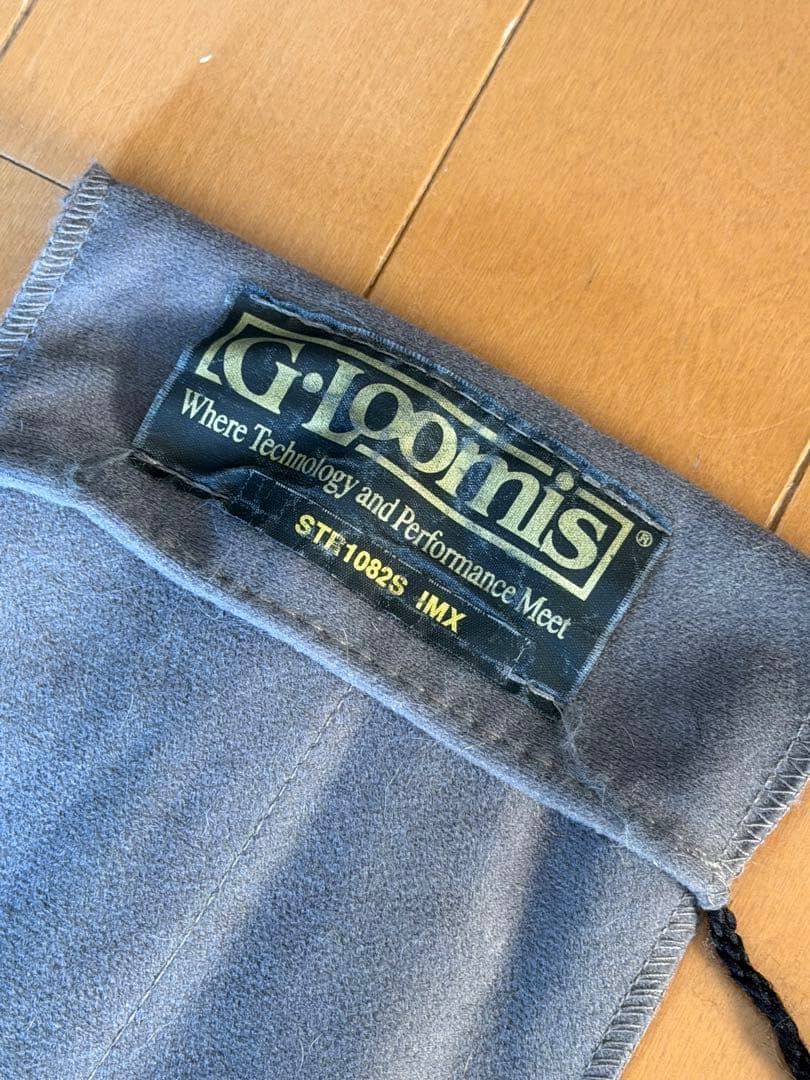 G·Loomis®
Where Technology and Performance Meet
STR1082S IMX